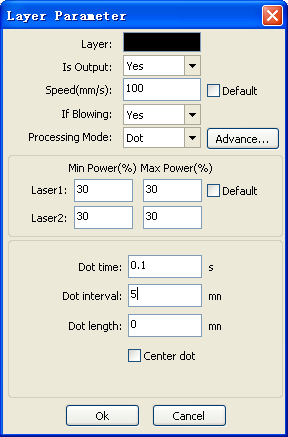 Layer Parameter
Layer:
Is Output: Yes
Speed(mm/s): 100 Default
If Blowing: Yes
Processing Mode: Dot Advance...
Min Power(%) Max Power(%)
Laser1: 30 30 Default
Laser2: 30 30
Dot time: 0.1 s
Dot interval: 5 mn
Dot length: 0 mn
Center dot
Ok Cancel